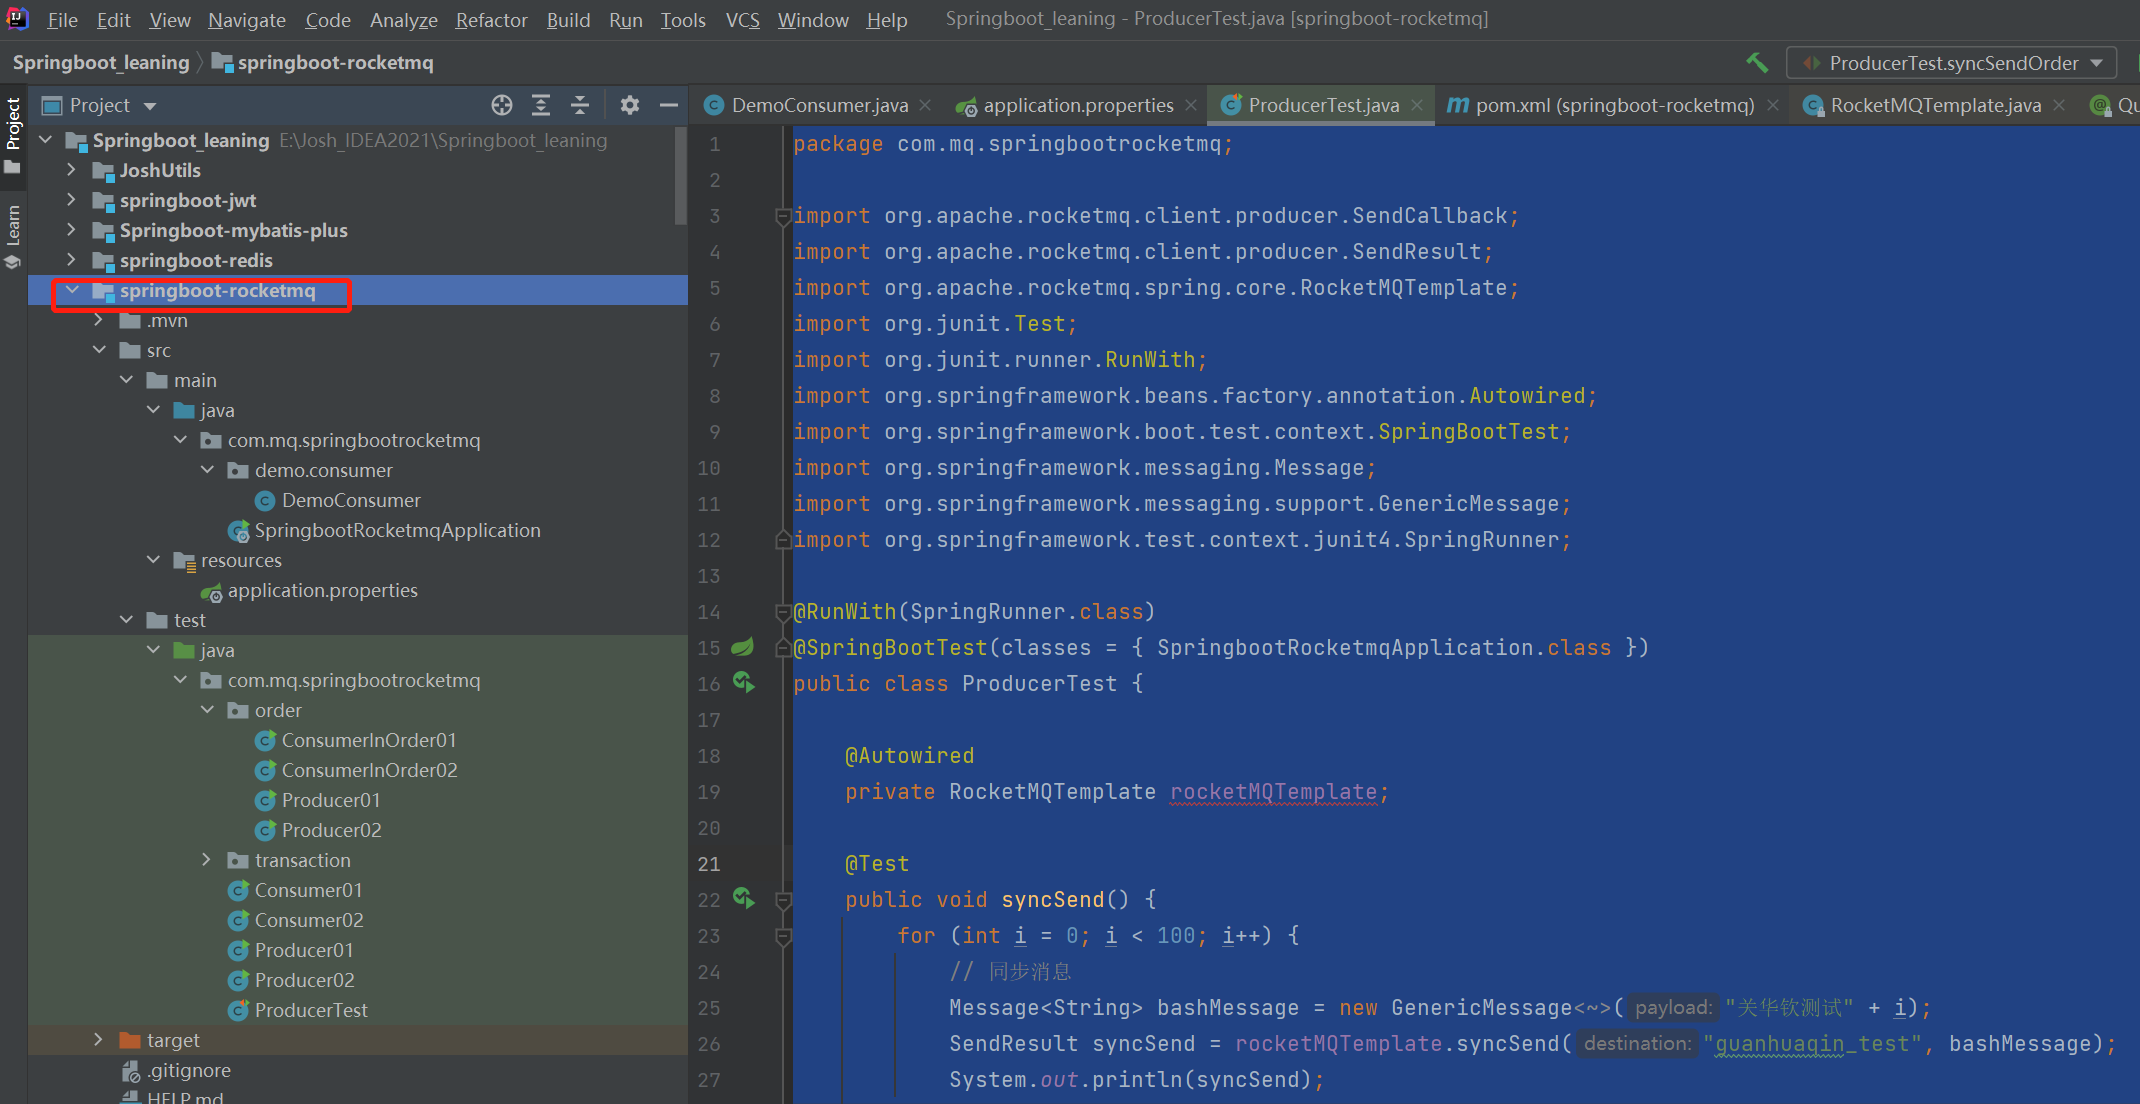 File Edit View Navigate Code Analyze Refactor Build Run Tools VCS Window Help Springboot_leaning - ProducerTest.java [springboot-rocketmq]
Springboot_leaning springboot-rocketmq ProducerTest.syncSendOrder
Project
Learn
Project
Springboot_leaning E:\Josh_IDEA2021\Springboot_leaning
JoshUtils
springboot-jwt
Springboot-mybatis-plus
springboot-redis
springboot-rocketmq
.mvn
src
main
java
com.mq.springbootrocketmq
demo.consumer
DemoConsumer
SpringbootRocketmqApplication
resources
application.properties
test
java
com.mq.springbootrocketmq
order
ConsumerInOrder01
ConsumerInOrder02
Producer01
Producer02
transaction
Consumer01
Consumer02
Producer01
Producer02
ProducerTest
target
.gitignore
HELP.md
DemoConsumer.java application.properties ProducerTest.java pom.xml (springboot-rocketmq) RocketMQTemplate.java Qu
1 package com.mq.springbootrocketmq;
2
3 import org.apache.rocketmq.client.producer.SendCallback;
4 import org.apache.rocketmq.client.producer.SendResult;
5 import org.apache.rocketmq.spring.core.RocketMQTemplate;
6 import org.junit.Test;
7 import org.junit.runner.RunWith;
8 import org.springframework.beans.factory.annotation.Autowired;
9 import org.springframework.boot.test.context.SpringBootTest;
10 import org.springframework.messaging.Message;
11 import org.springframework.messaging.support.GenericMessage;
12 import org.springframework.test.context.junit4.SpringRunner;
13
14 @RunWith(SpringRunner.class)
15 @SpringBootTest(classes = { SpringbootRocketmqApplication.class })
16 public class ProducerTest {
17
18 @Autowired
19 private RocketMQTemplate rocketMQTemplate;
20
21 @Test
22 public void syncSend() {
23 for (int i = 0; i < 100; i++) {
24 // 同步消息
25 Message<String> bashMessage = new GenericMessage<~>( payload: "关华钦测试" + i);
26 SendResult syncSend = rocketMQTemplate.syncSend( destination: "guanhuaqin_test", bashMessage);
27 System.out.println(syncSend);